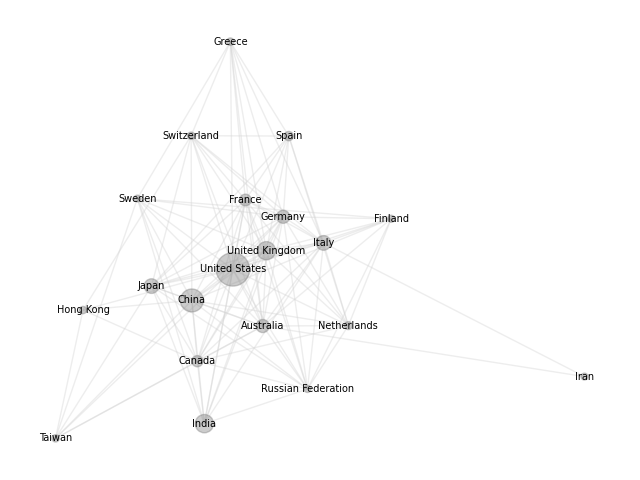 Greece
Switzerland
Spain
Sweden
France
Germany
Finland
Italy
United Kingdom
United States
Japan
China
Hong Kong
Australia
Netherlands
Canada
Iran
Russian Federation
India
Taiwan